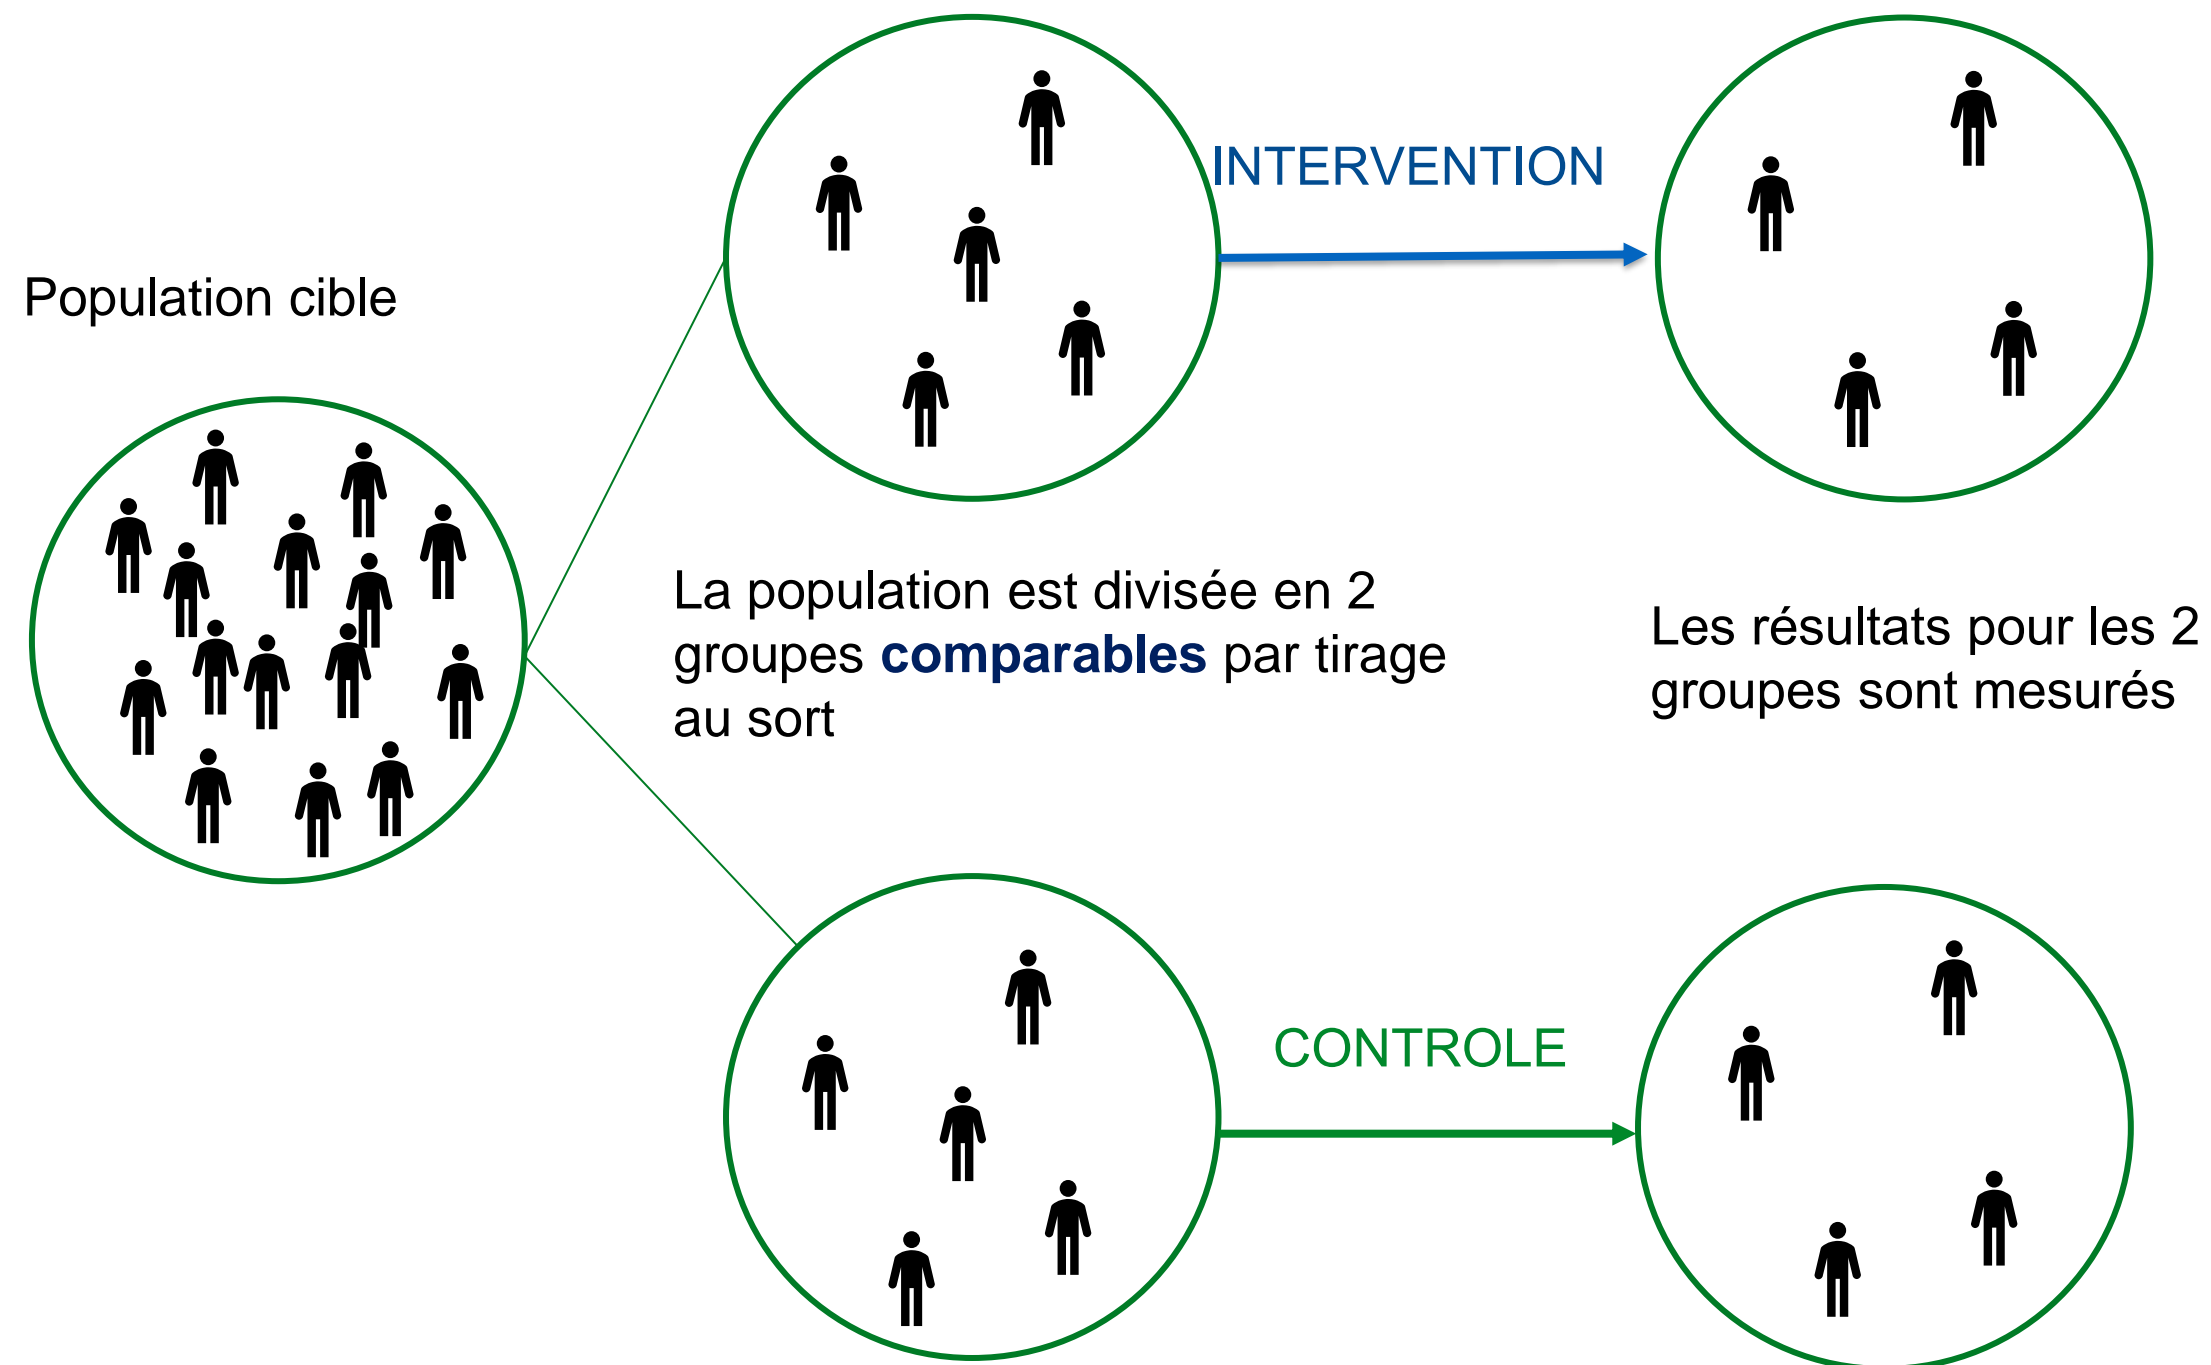 Population cible
INTERVENTION
La population est divisée en 2
groupes comparables par tirage
au sort
Les résultats pour les 2
groupes sont mesurés
CONTROLE